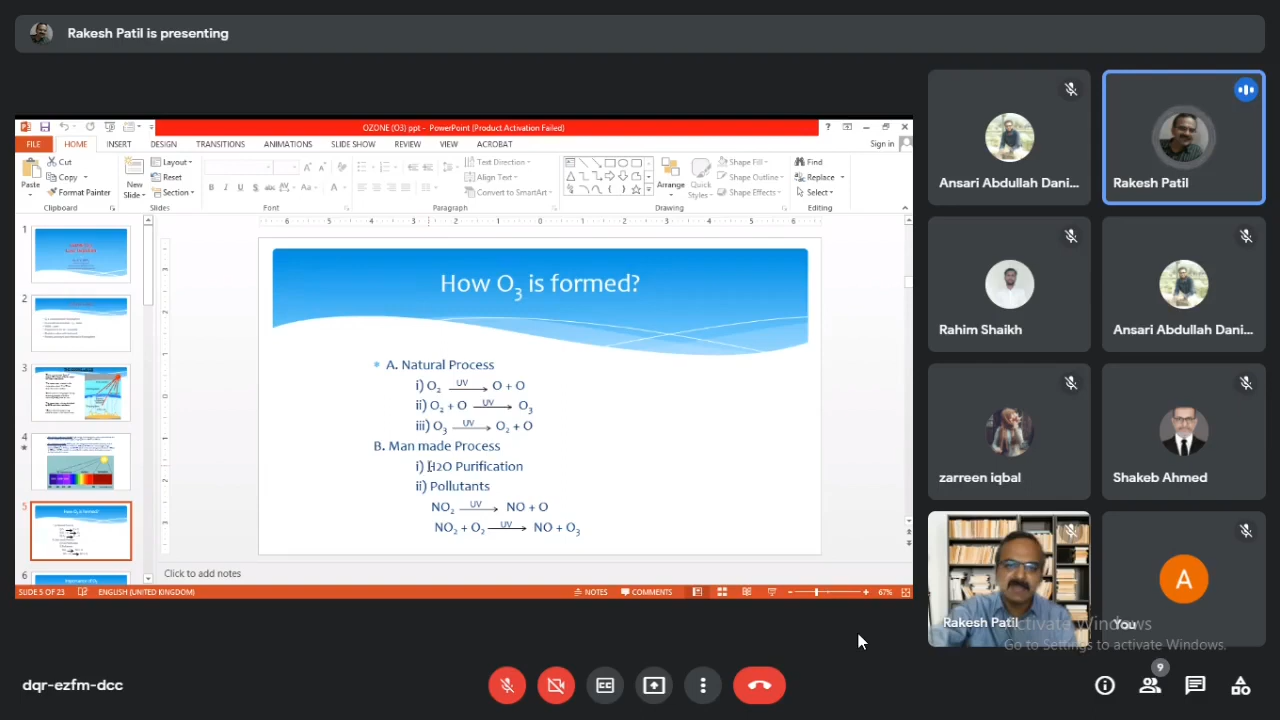 Rakesh Patil is presenting
OZONE (O3) ppt - PowerPoint (Product Activation Failed)
FILE HOME INSERT DESIGN TRANSITIONS ANIMATIONS SLIDE SHOW REVIEW VIEW ACROBAT Sign in
Paste
Cut
Copy
Format Painter
Clipboard
New Slide
Layout
Reset
Section
Slides
Font
Text Direction
Align Text
Convert to SmartArt
Paragraph
Arrange
Quick Styles
Shape Fill
Shape Outline
Shape Effects
Drawing
Find
Replace
Select
Editing
1
2
3
4
5
6
How O₃ is formed?
A. Natural Process
i) O₂ UV→ O + O
ii) O₂ + O UV→ O₃
iii) O₃ UV→ O₂ + O
B. Man made Process
i) H2O Purification
ii) Pollutants
NO₂ UV→ NO + O
NO₂ + O₂ UV→ NO + O₃
Click to add notes
SLIDE 5 OF 23 ENGLISH (UNITED KINGDOM) NOTES COMMENTS 67%
Ansari Abdullah Dani...
Rakesh Patil
Rahim Shaikh
Ansari Abdullah Dani...
zarreen iqbal
Shakeb Ahmed
Rakesh Patil
A
You
Activate Windows
Go to Settings to activate Windows.
dqr-ezfm-dcc
CC
9